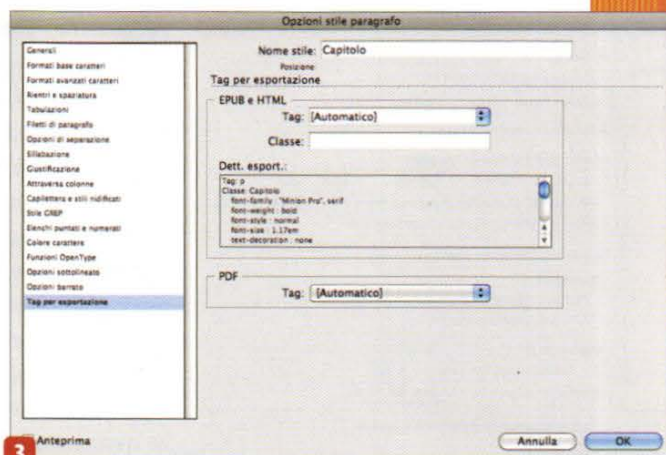 Opzioni stile paragrafo
Generali
Formati base caratteri
Formati avanzati caratteri
Rientri e spaziatura
Tabulazioni
Filetti di paragrafo
Opzioni di separazione
Sillabazione
Giustificazione
Attraversa colonne
Capilettera e stili nidificati
Stile GREP
Elenchi puntati e numerati
Colore carattere
Funzioni OpenType
Opzioni sottolineato
Opzioni barrato
Tag per esportazione
Nome stile: Capitolo
Posizione
Tag per esportazione
EPUB e HTML
Tag: [Automatico]
Classe:
Dett. esport.:
Tag: p
Classe: Capitolo
font-family : "Minion Pro", serif
font-weight : bold
font-style : normal
font-size : 1.17em
text-decoration : none
PDF
Tag: [Automatico]
Anteprima
Annulla
OK
3